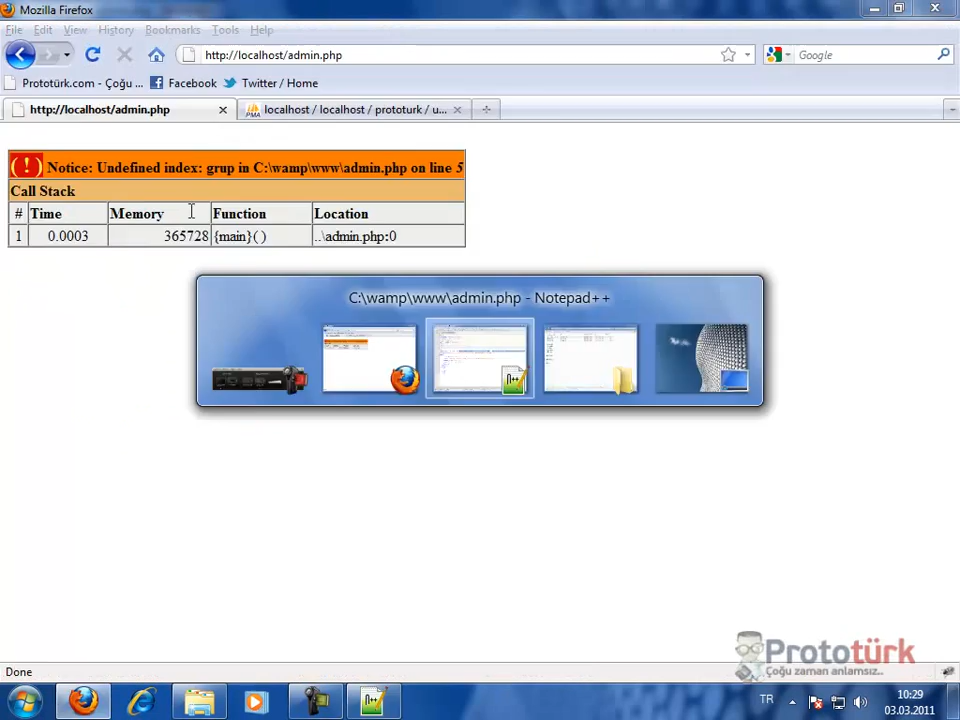 Mozilla Firefox
File Edit View History Bookmarks Tools Help
http://localhost/admin.php
Google
Prototürk.com - Çoğu ... Facebook Twitter / Home
http://localhost/admin.php
localhost / localhost / prototurk / u...
( ! ) Notice: Undefined index: grup in C:\wamp\www\admin.php on line 5
Call Stack
# Time Memory Function Location
1 0.0003 365728 {main}( ) ..\admin.php:0
C:\wamp\www\admin.php - Notepad++
Prototürk
Çoğu zaman anlamsız..
Done
TR
10:29
03.03.2011